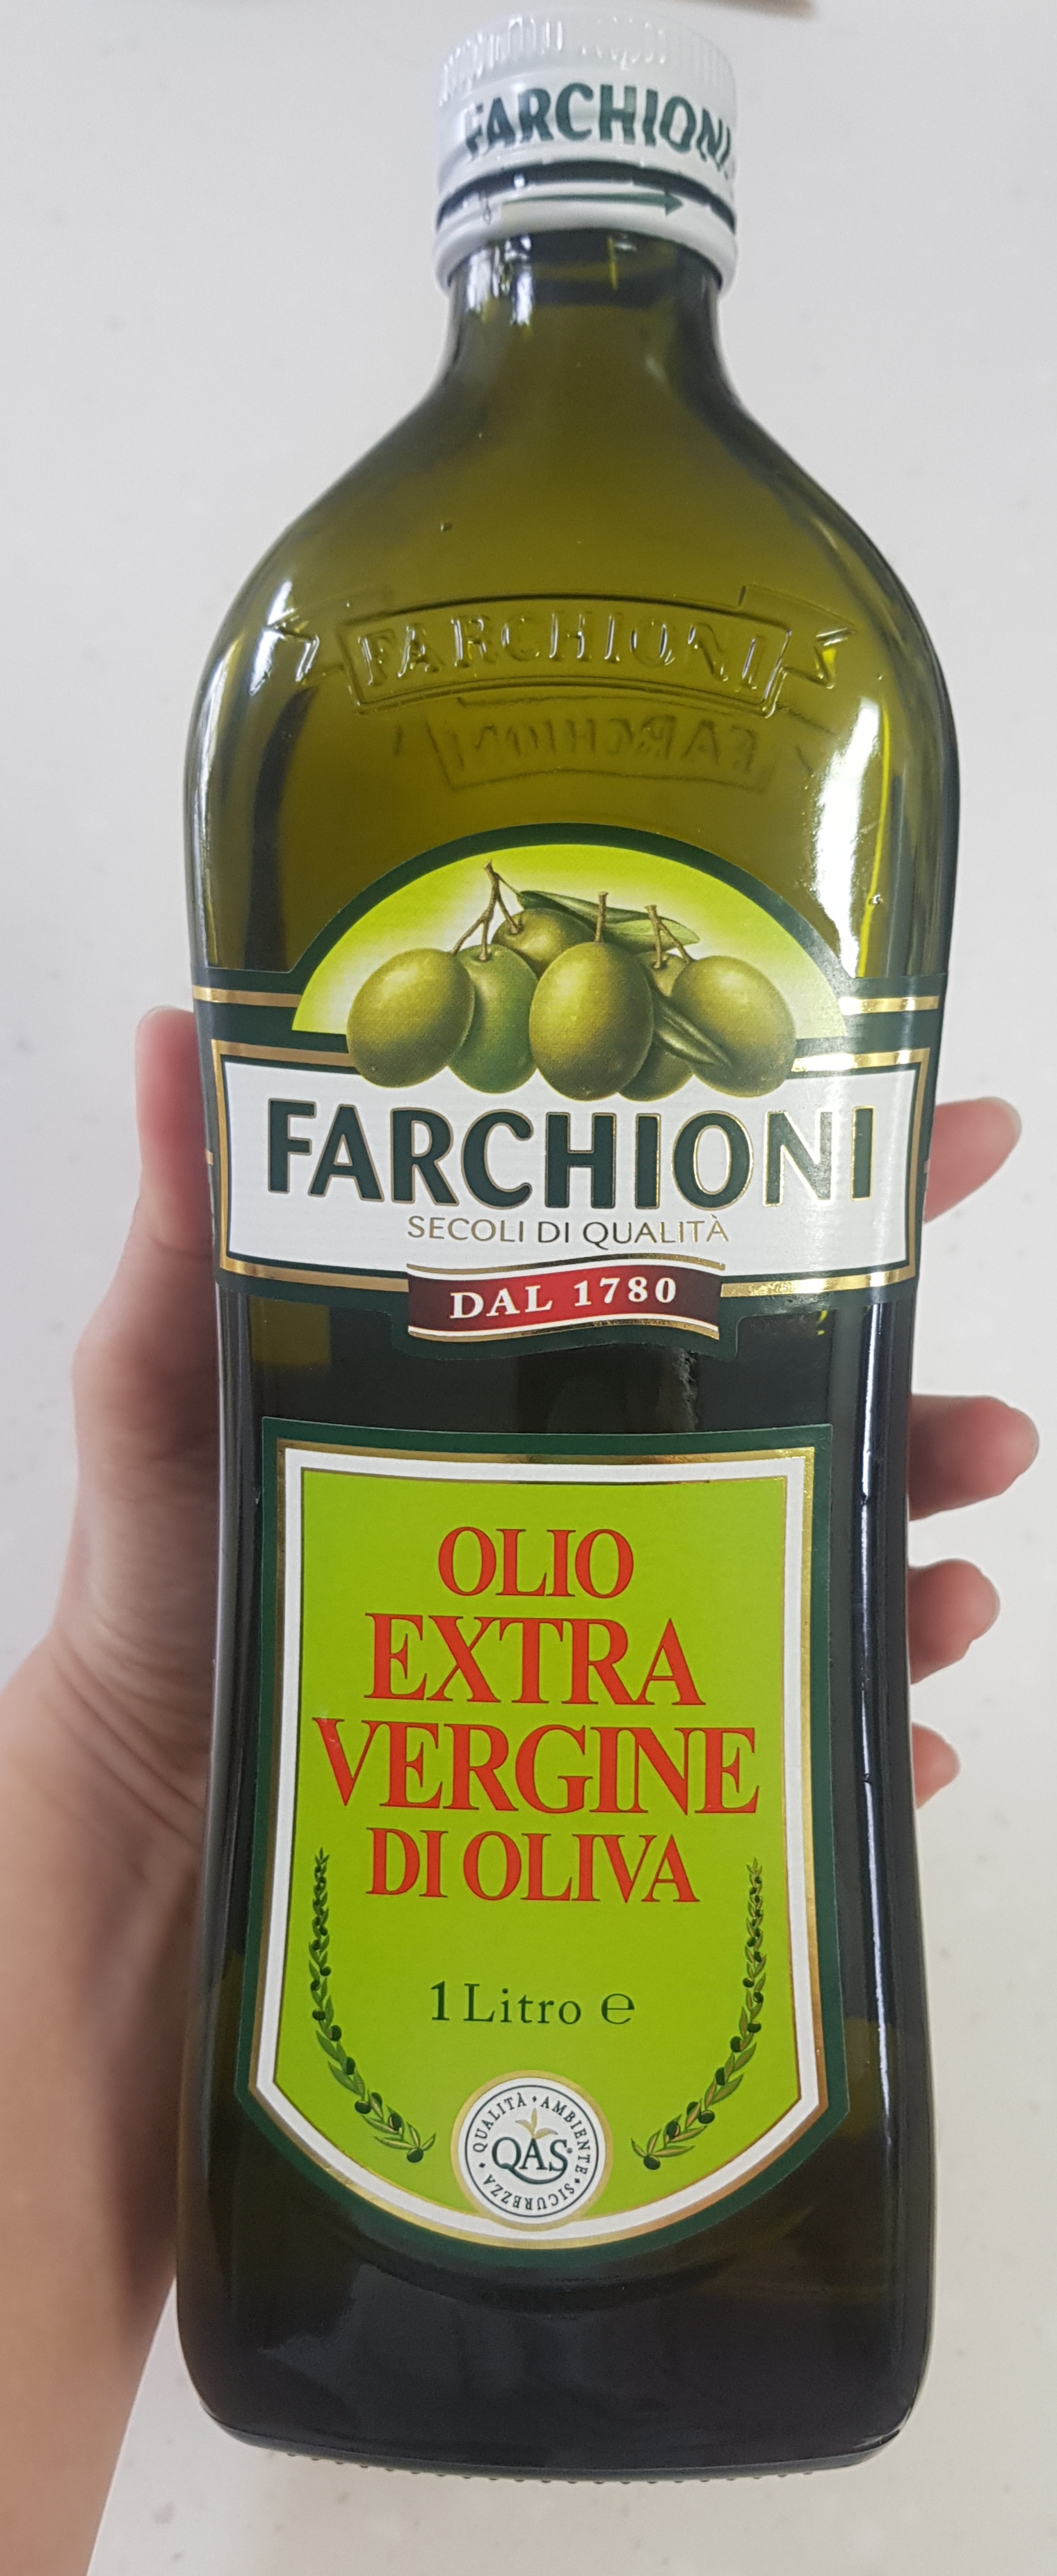 FARCHIONI
FARCHIONI
FARCHIONI
SECOLI DI QUALITÀ
DAL 1780
OLIO
EXTRA
VERGINE
DI OLIVA
1 Litro ℮
QUALITÀ • AMBIENTE • SICUREZZA •
QAS®